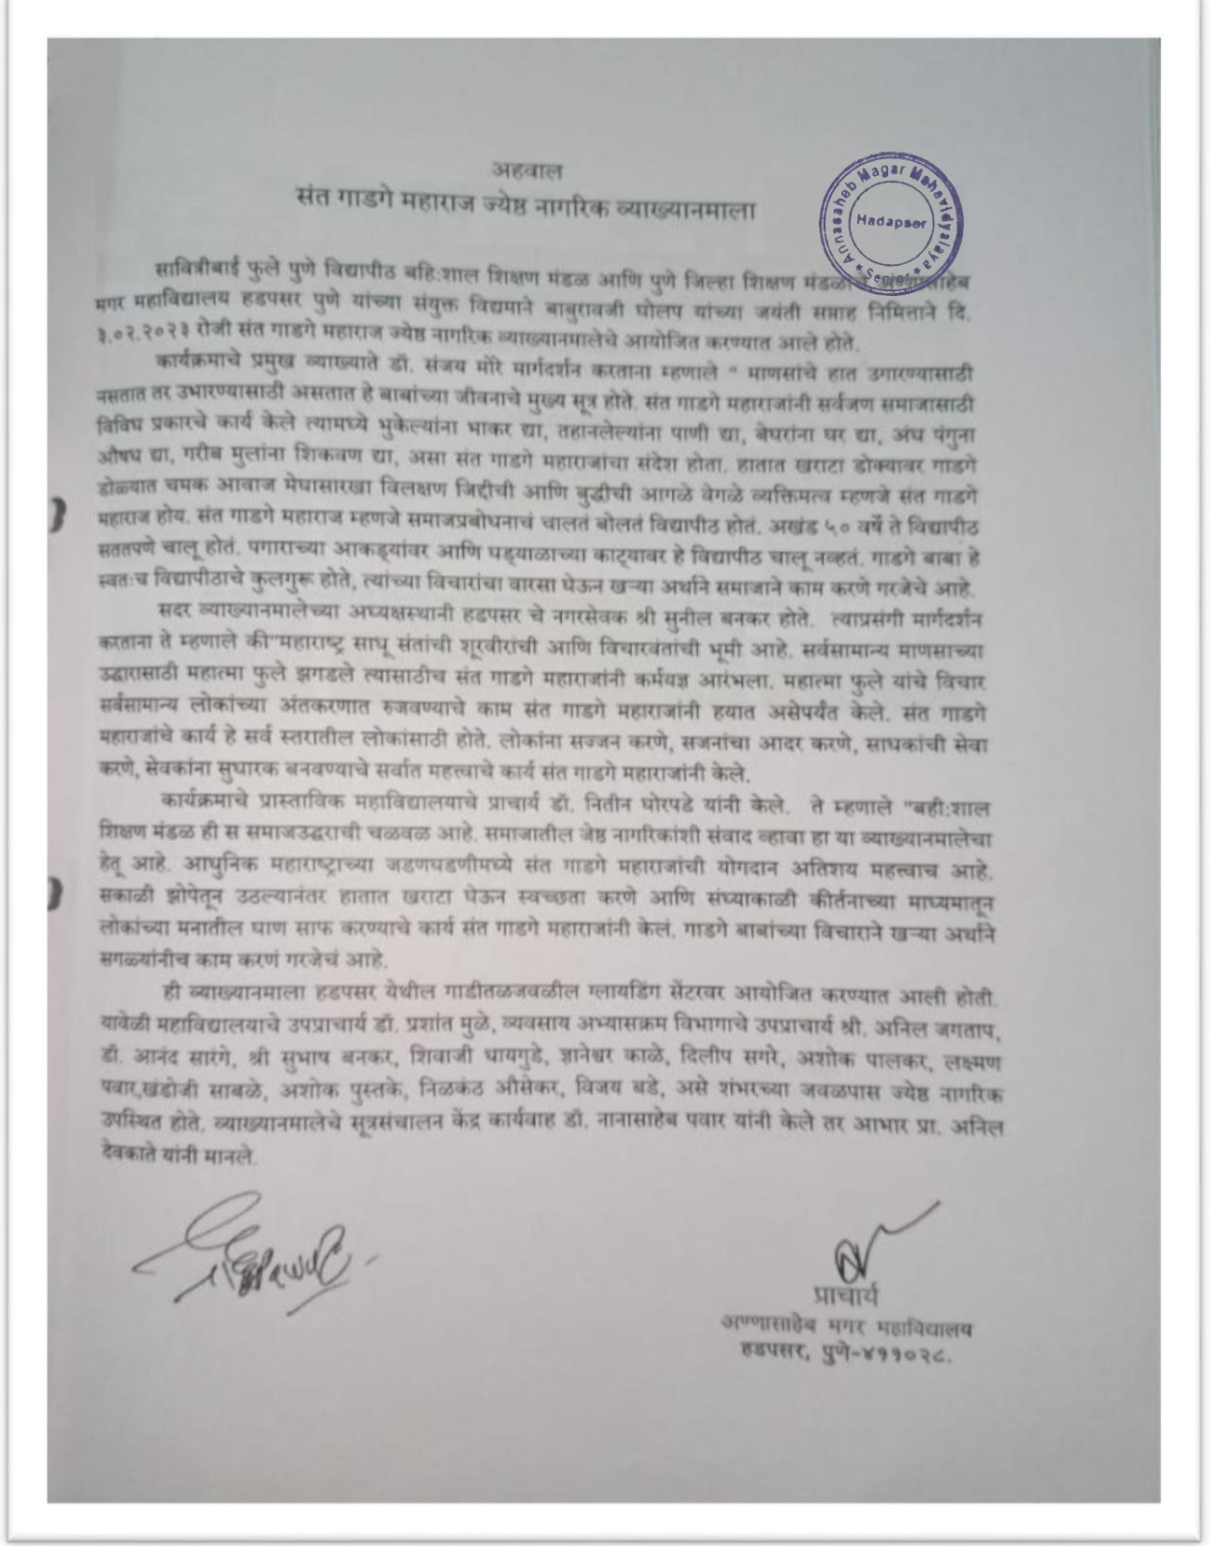 अहवाल
संत गाडगे महाराज ज्येष्ठ नागरिक व्याख्यानमाला
Annasaheb Magar Mahavidyalaya
Hadapsar
★ Senior ★
सावित्रीबाई फुले पुणे विद्यापीठ बहि:शाल शिक्षण मंडळ आणि पुणे जिल्हा शिक्षण मंडळाचे
मगर महाविद्यालय हडपसर पुणे यांच्या संयुक्त विद्यमाने बाबुरावजी घोलप यांच्या जयंती सप्ताह निमित्ताने दि.
३.०२.२०२३ रोजी संत गाडगे महाराज ज्येष्ठ नागरिक व्याख्यानमालेचे आयोजित करण्यात आले होते.
कार्यक्रमाचे प्रमुख व्याख्याते डॉ. संजय मोरे मार्गदर्शन करताना म्हणाले " माणसांचे हात उगारण्यासाठी
नसतात तर उभारण्यासाठी असतात हे बाबांच्या जीवनाचे मुख्य सूत्र होते. संत गाडगे महाराजांनी सर्वजण समाजासाठी
विविध प्रकारचे कार्य केले त्यामध्ये भुकेल्यांना भाकर द्या, तहानलेल्यांना पाणी द्या, बेघरांना घर द्या, अंध पंगुना
औषध द्या, गरीब मुलांना शिकवण द्या, असा संत गाडगे महाराजांचा संदेश होता. हातात खराटा डोक्यावर गाडगे
डोळ्यात चमक आवाज मेघासारखा विलक्षण जिद्दीची आणि बुद्धीची आगळे वेगळे व्यक्तिमत्व म्हणजे संत गाडगे
महाराज होय. संत गाडगे महाराज म्हणजे समाजप्रबोधनाचं चालतं बोलतं विद्यापीठ होतं. अखंड ५० वर्षे ते विद्यापीठ
सततपणे चालू होतं. पगाराच्या आकड्यांवर आणि घड्याळाच्या काट्यावर हे विद्यापीठ चालू नव्हतं. गाडगे बाबा हे
स्वतःच विद्यापीठाचे कुलगुरू होते, त्यांच्या विचारांचा वारसा घेऊन खऱ्या अर्थाने समाजाने काम करणे गरजेचे आहे.
सदर व्याख्यानमालेच्या अध्यक्षस्थानी हडपसर चे नगरसेवक श्री सुनील बनकर होते. त्याप्रसंगी मार्गदर्शन
करताना ते म्हणाले की"महाराष्ट्र साधू संतांची शूरवीरांची आणि विचारवंतांची भूमी आहे. सर्वसामान्य माणसाच्या
उद्धारासाठी महात्मा फुले झगडले त्यासाठीच संत गाडगे महाराजांनी कर्मयज्ञ आरंभला. महात्मा फुले यांचे विचार
सर्वसामान्य लोकांच्या अंतकरणात रुजवण्याचे काम संत गाडगे महाराजांनी हयात असेपर्यंत केले. संत गाडगे
महाराजांचे कार्य हे सर्व स्तरातील लोकांसाठी होते. लोकांना सज्जन करणे, सजनांचा आदर करणे, साधकांची सेवा
करणे, सेवकांना सुधारक बनवण्याचे सर्वात महत्त्वाचे कार्य संत गाडगे महाराजांनी केले.
कार्यक्रमाचे प्रास्ताविक महाविद्यालयाचे प्राचार्य डॉ. नितीन घोरपडे यांनी केले. ते म्हणाले "बही:शाल
शिक्षण मंडळ ही स समाजउद्धराची चळवळ आहे. समाजातील जेष्ठ नागरिकांशी संवाद व्हावा हा या व्याख्यानमालेचा
हेतू आहे. आधुनिक महाराष्ट्राच्या जडणघडणीमध्ये संत गाडगे महाराजांची योगदान अतिशय महत्त्वाच आहे.
सकाळी झोपेतून उठल्यानंतर हातात खराटा घेऊन स्वच्छता करणे आणि संध्याकाळी कीर्तनाच्या माध्यमातून
लोकांच्या मनातील घाण साफ करण्याचे कार्य संत गाडगे महाराजांनी केलं. गाडगे बाबांच्या विचाराने खऱ्या अर्थाने
सगळ्यांनीच काम करणं गरजेचं आहे.
ही व्याख्यानमाला हडपसर येथील गाडीतळजवळील ग्लायडिंग सेंटरवर आयोजित करण्यात आली होती.
यावेळी महाविद्यालयाचे उपप्राचार्य डॉ. प्रशांत मुळे, व्यवसाय अभ्यासक्रम विभागाचे उपप्राचार्य श्री. अनिल जगताप,
डॉ. आनंद सारंगे, श्री सुभाष बनकर, शिवाजी घायगुडे, ज्ञानेश्वर काळे, दिलीप सगरे, अशोक पालकर, लक्ष्मण
पवार,खंडोजी साबळे, अशोक पुस्तके, निळकंठ औसेकर, विजय बडे, असे शंभरच्या जवळपास ज्येष्ठ नागरिक
उपस्थित होते. व्याख्यानमालेचे सूत्रसंचालन केंद्र कार्यवाह डॉ. नानासाहेब पवार यांनी केले तर आभार प्रा. अनिल
देवकाते यांनी मानले.
प्राचार्य
अण्णासाहेब मगर महाविद्यालय
हडपसर, पुणे-४११०२८.